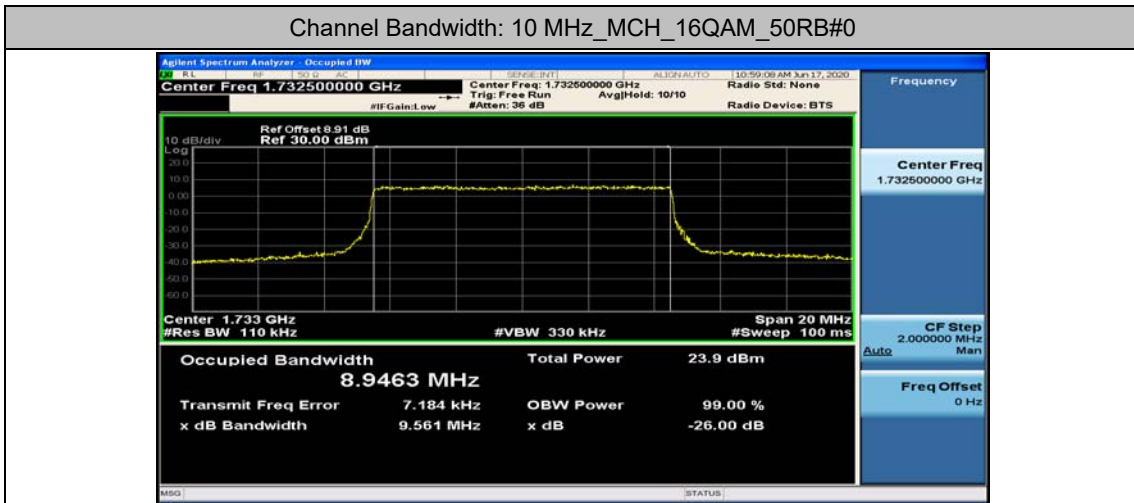 Channel Bandwidth: 10 MHz_MCH_16QAM_50RB#0
Agilent Spectrum Analyzer - Occupied BW
RL RF 50 Ω AC SENSE:INT ALIGN AUTO 10:59:08 AM Jun 17, 2020
Center Freq 1.732500000 GHz
Center Freq: 1.732500000 GHz
Radio Std: None
Trig: Free Run
Avg|Hold: 10/10
#IFGain:Low
#Atten: 36 dB
Radio Device: BTS
Frequency
Ref Offset 8.91 dB
10 dB/div Ref 30.00 dBm
Log
20.0
10.0
0.00
-10.0
-20.0
-30.0
-40.0
-50.0
-60.0
Center Freq
1.732500000 GHz
Center 1.733 GHz
Span 20 MHz
#Res BW 110 kHz
#VBW 330 kHz
#Sweep 100 ms
CF Step
2.000000 MHz
Auto Man
Occupied Bandwidth
8.9463 MHz
Total Power 23.9 dBm
Transmit Freq Error 7.184 kHz
OBW Power 99.00 %
x dB Bandwidth 9.561 MHz
x dB -26.00 dB
Freq Offset
0 Hz
MSG
STATUS